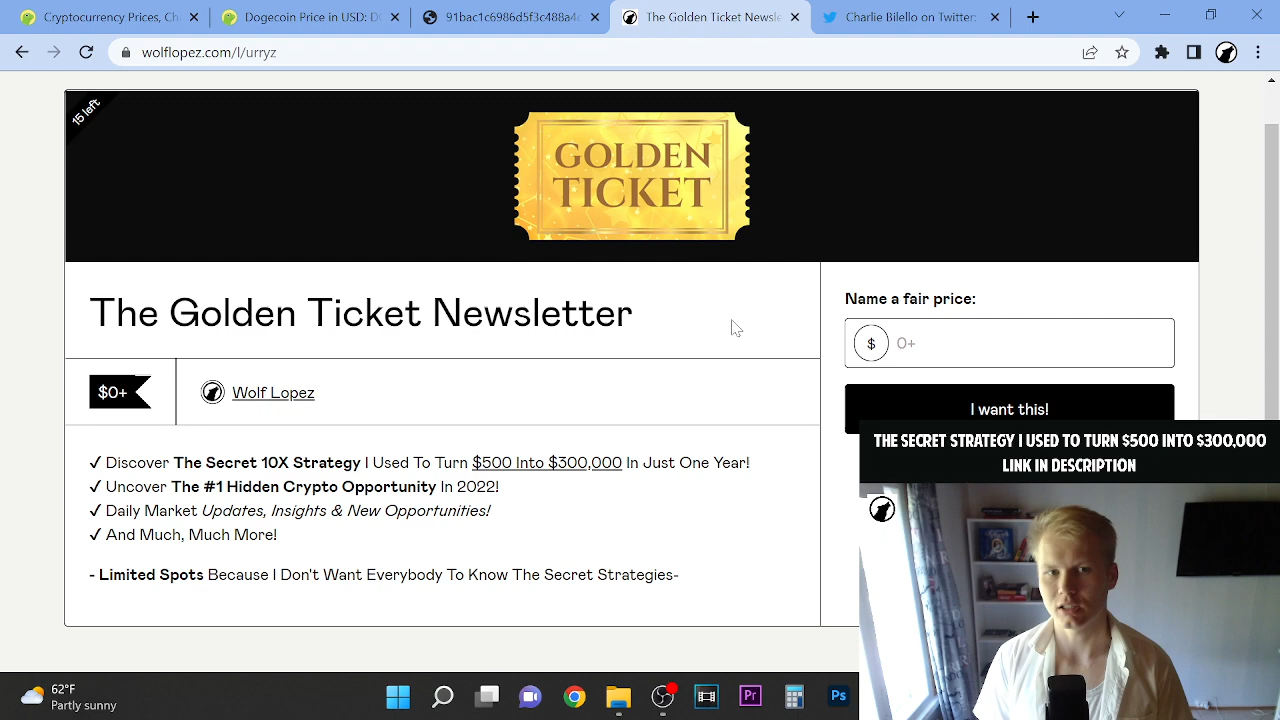 Cryptocurrency Prices, Ch
Dogecoin Price in USD: D
91bac1c6986d5f3c488a4c
The Golden Ticket Newsle
Charlie Bilello on Twitter:
wolflopez.com/l/urryz
15 left
GOLDEN
TICKET
The Golden Ticket Newsletter
Name a fair price:
$ 0+
$0+
Wolf Lopez
I want this!
✓ Discover The Secret 10X Strategy I Used To Turn $500 Into $300,000 In Just One Year!
✓ Uncover The #1 Hidden Crypto Opportunity In 2022!
✓ Daily Market Updates, Insights & New Opportunities!
✓ And Much, Much More!
- Limited Spots Because I Don't Want Everybody To Know The Secret Strategies-
THE SECRET STRATEGY I USED TO TURN $500 INTO $300,000
LINK IN DESCRIPTION
62°F
Partly sunny
Pr
Ps